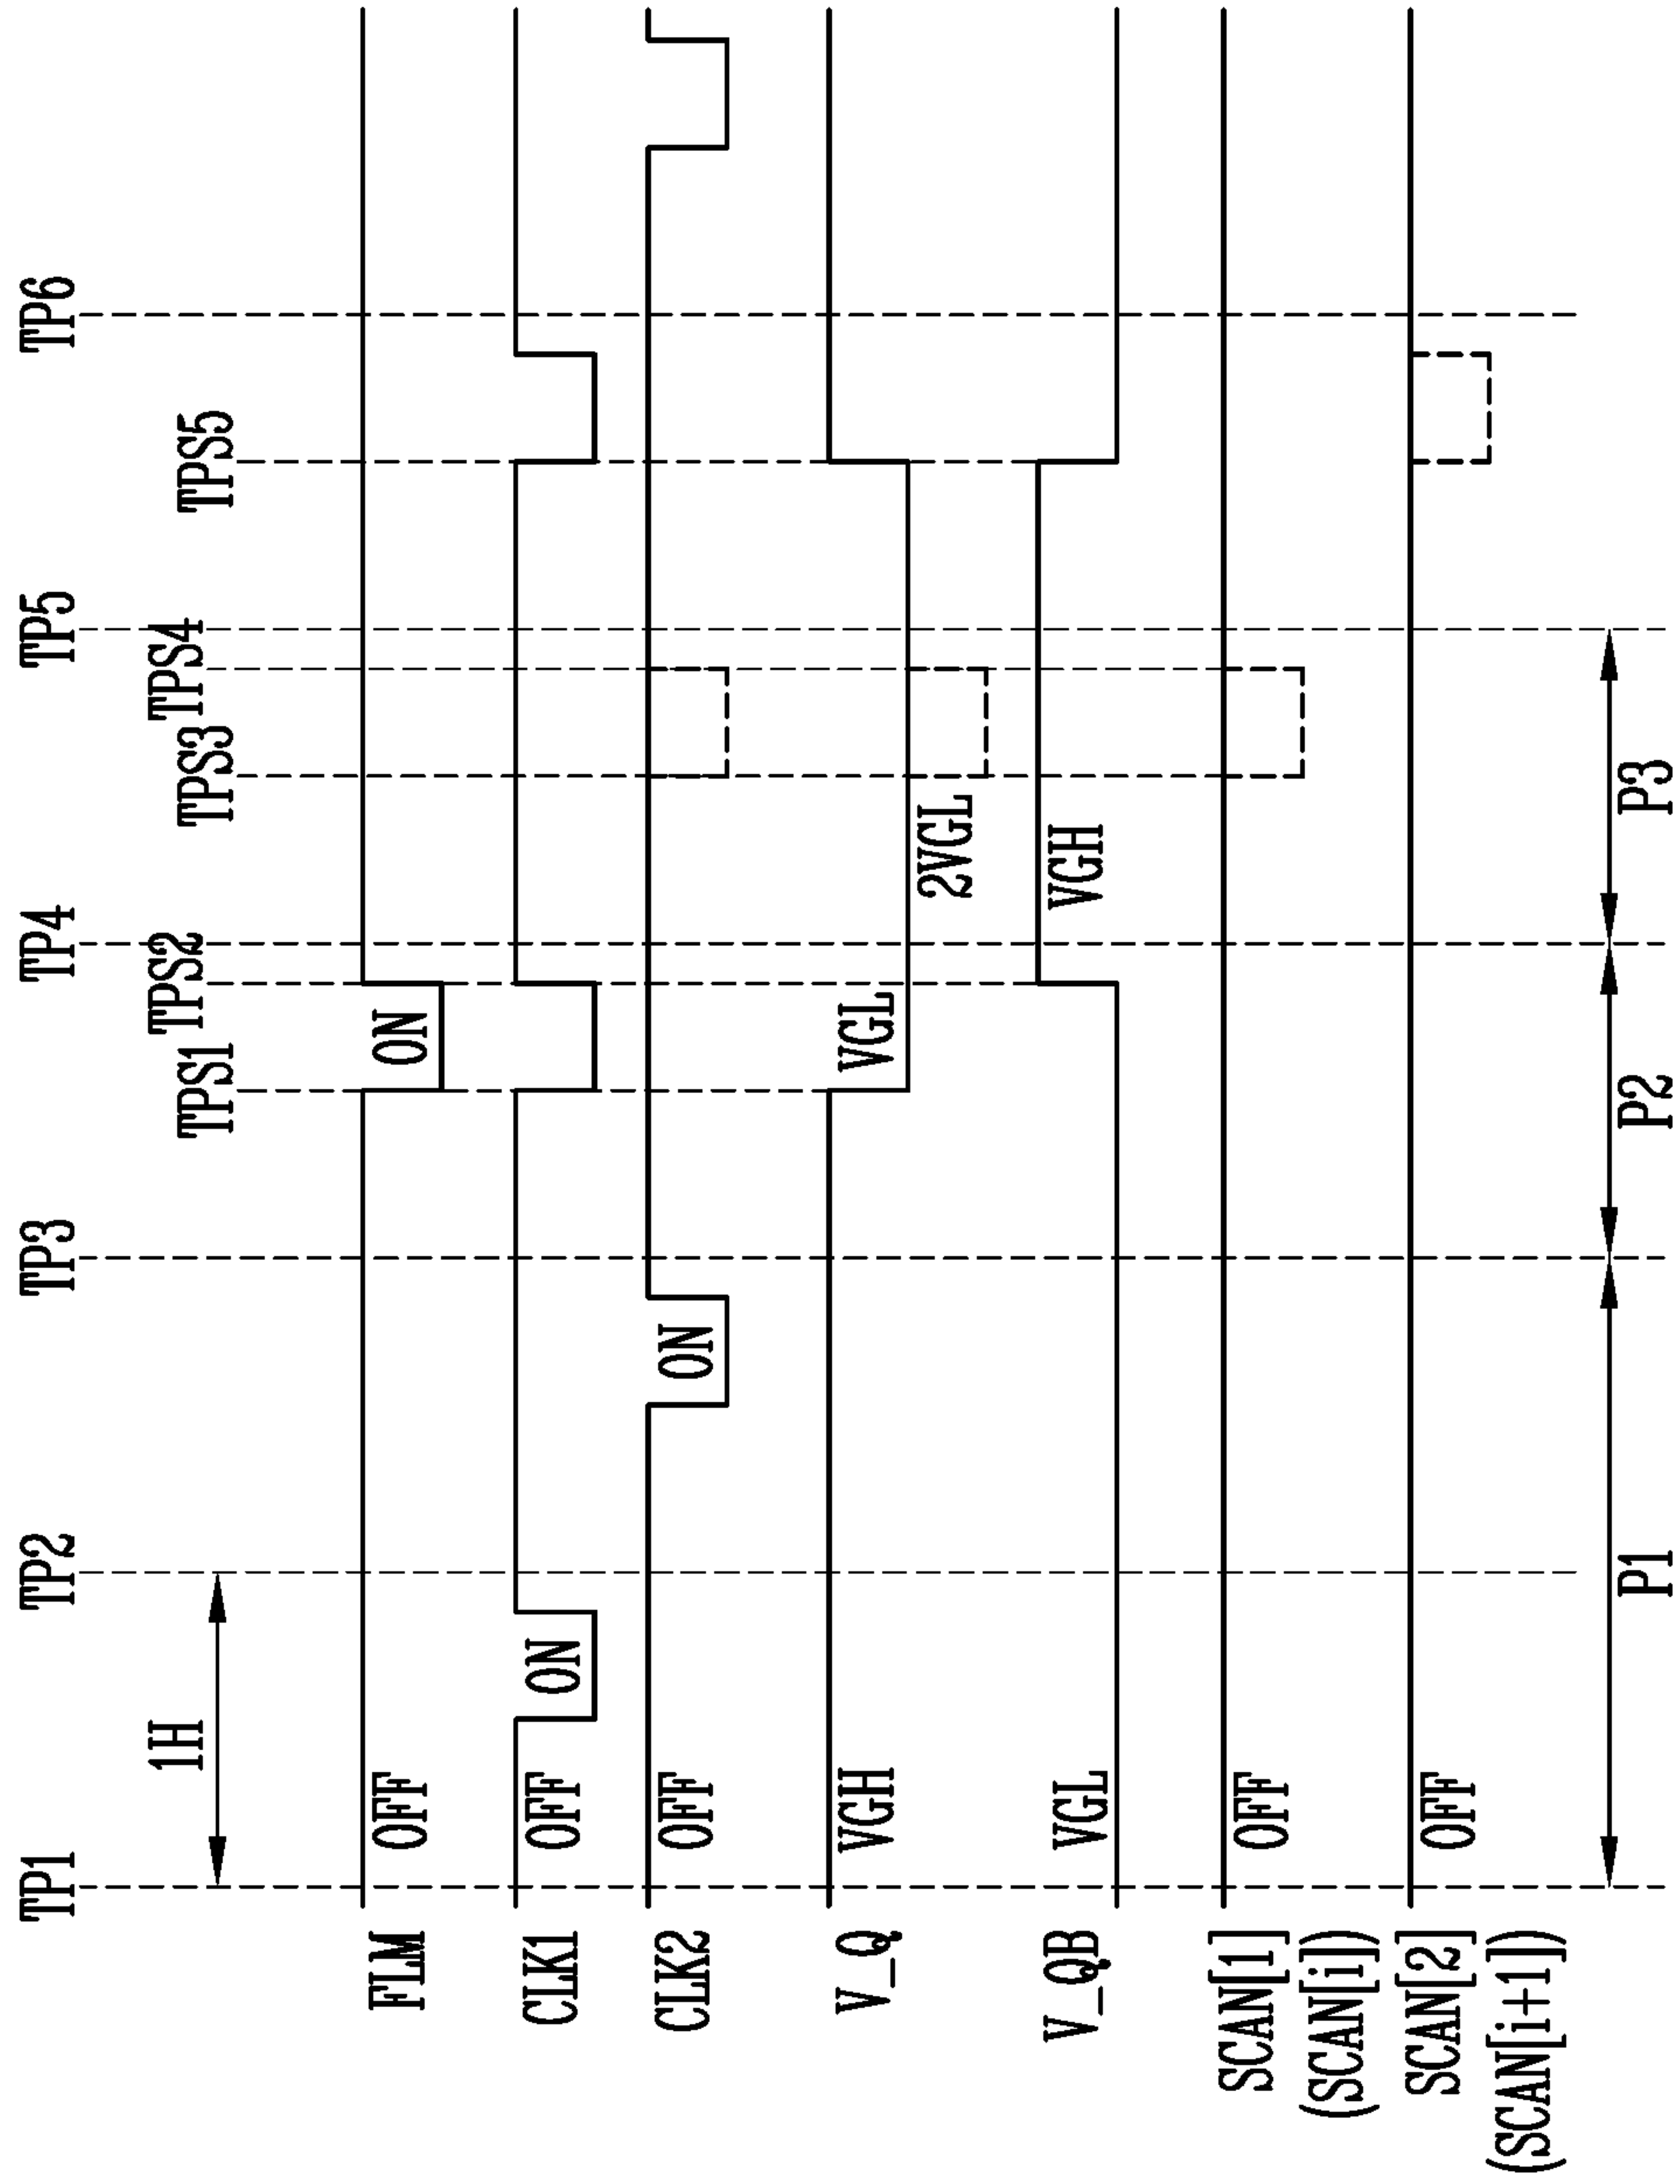 TP1 TP2 TP3 TP4 TP5 TP6
1H TPS2 TPS4
TPS1 TPS3 TPS5
FLM OFF ON
CLK1 OFF ON
CLK2 OFF ON
V_Q VGH VGL
2VGL
V_QB VGL VGH
SCAN[1] OFF
(SCAN[i])
SCAN[2] OFF
(SCAN[i+1])
P1 P2 P3